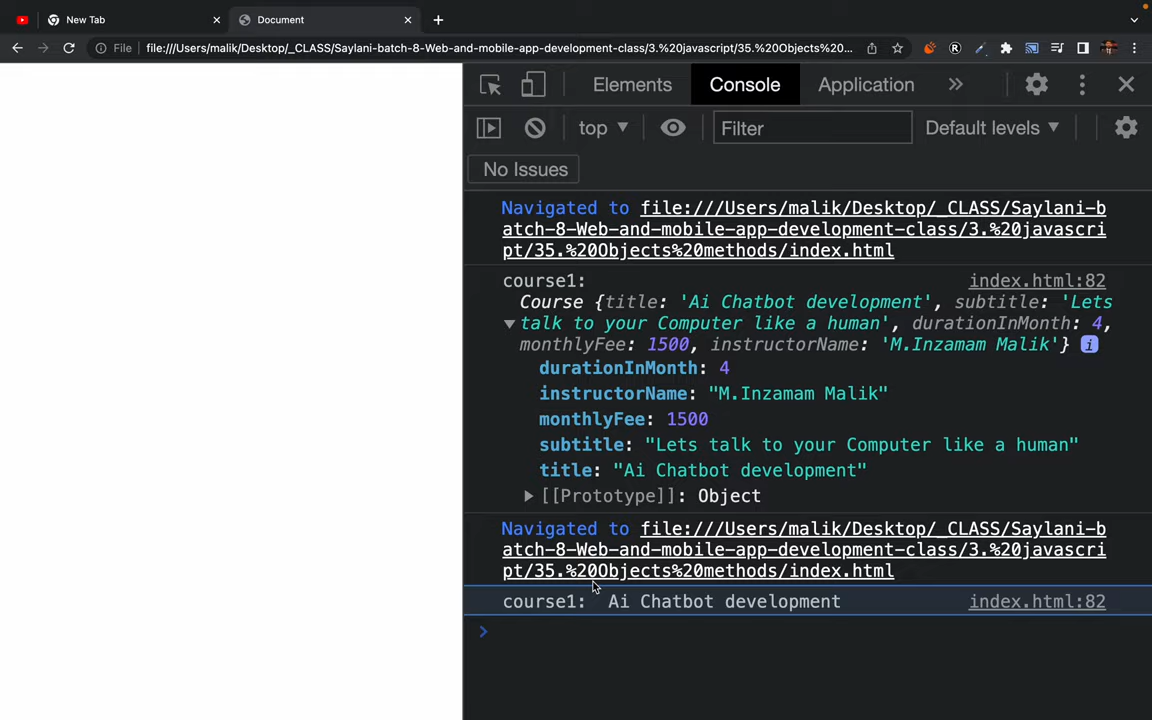 New Tab
Document
File
file:///Users/malik/Desktop/_CLASS/Saylani-batch-8-Web-and-mobile-app-development-class/3.%20javascript/35.%20Objects%20...
Elements
Console
Application
top
Filter
Default levels
No Issues
Navigated to file:///Users/malik/Desktop/_CLASS/Saylani-b
atch-8-Web-and-mobile-app-development-class/3.%20javascri
pt/35.%20Objects%20methods/index.html
course1: index.html:82
Course {title: 'Ai Chatbot development', subtitle: 'Lets
talk to your Computer like a human', durationInMonth: 4,
monthlyFee: 1500, instructorName: 'M.Inzamam Malik'} i
durationInMonth: 4
instructorName: "M.Inzamam Malik"
monthlyFee: 1500
subtitle: "Lets talk to your Computer like a human"
title: "Ai Chatbot development"
[[Prototype]]: Object
Navigated to file:///Users/malik/Desktop/_CLASS/Saylani-b
atch-8-Web-and-mobile-app-development-class/3.%20javascri
pt/35.%20Objects%20methods/index.html
course1: Ai Chatbot development index.html:82